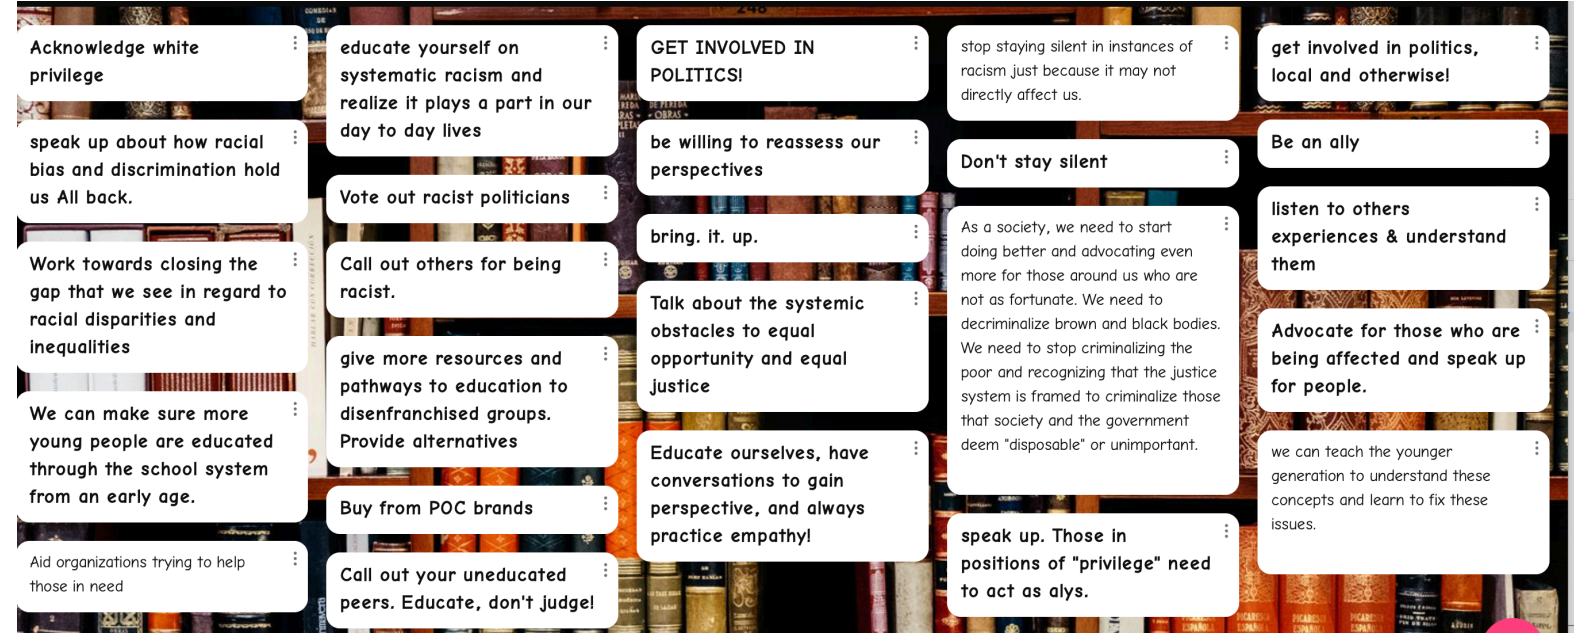 Acknowledge white
privilege
speak up about how racial
bias and discrimination hold
us All back.
Work towards closing the
gap that we see in regard to
racial disparities and
inequalities
We can make sure more
young people are educated
through the school system
from an early age.
Aid organizations trying to help
those in need
educate yourself on
systematic racism and
realize it plays a part in our
day to day lives
Vote out racist politicians
Call out others for being
racist.
give more resources and
pathways to education to
disenfranchised groups.
Provide alternatives
Buy from POC brands
Call out your uneducated
peers. Educate, don't judge!
GET INVOLVED IN
POLITICS!
be willing to reassess our
perspectives
bring. it. up.
Talk about the systemic
obstacles to equal
opportunity and equal
justice
Educate ourselves, have
conversations to gain
perspective, and always
practice empathy!
stop staying silent in instances of
racism just because it may not
directly affect us.
Don't stay silent
As a society, we need to start
doing better and advocating even
more for those around us who are
not as fortunate. We need to
decriminalize brown and black bodies.
We need to stop criminalizing the
poor and recognizing that the justice
system is framed to criminalize those
that society and the government
deem "disposable" or unimportant.
speak up. Those in
positions of "privilege" need
to act as alys.
get involved in politics,
local and otherwise!
Be an ally
listen to others
experiences & understand
them
Advocate for those who are
being affected and speak up
for people.
we can teach the younger
generation to understand these
concepts and learn to fix these
issues.
248
DE PEREDA
OBRAS
PICARESCA
ESPAÑOLA